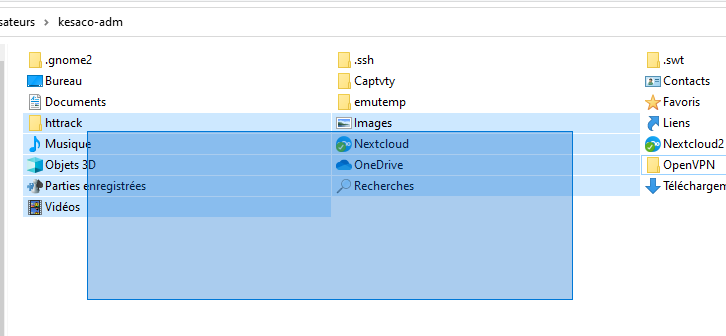 sateurs > kesaco-adm
.gnome2 .ssh .swt
Bureau Captvty Contacts
Documents emutemp Favoris
httrack Images Liens
Musique Nextcloud Nextcloud2
Objets 3D OneDrive OpenVPN
Parties enregistrées Recherches Téléchargem
Vidéos